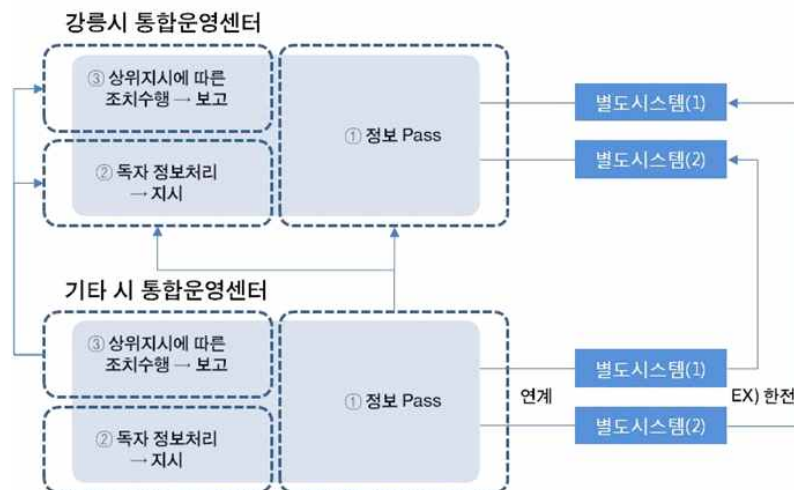 강릉시 통합운영센터
③ 상위지시에 따른
조치수행 → 보고
① 정보 Pass
② 독자 정보처리
→ 지시
별도시스템(1)
별도시스템(2)
기타 시 통합운영센터
③ 상위지시에 따른
조치수행 → 보고
① 정보 Pass
② 독자 정보처리
→ 지시
별도시스템(1)
연계
EX) 한전
별도시스템(2)